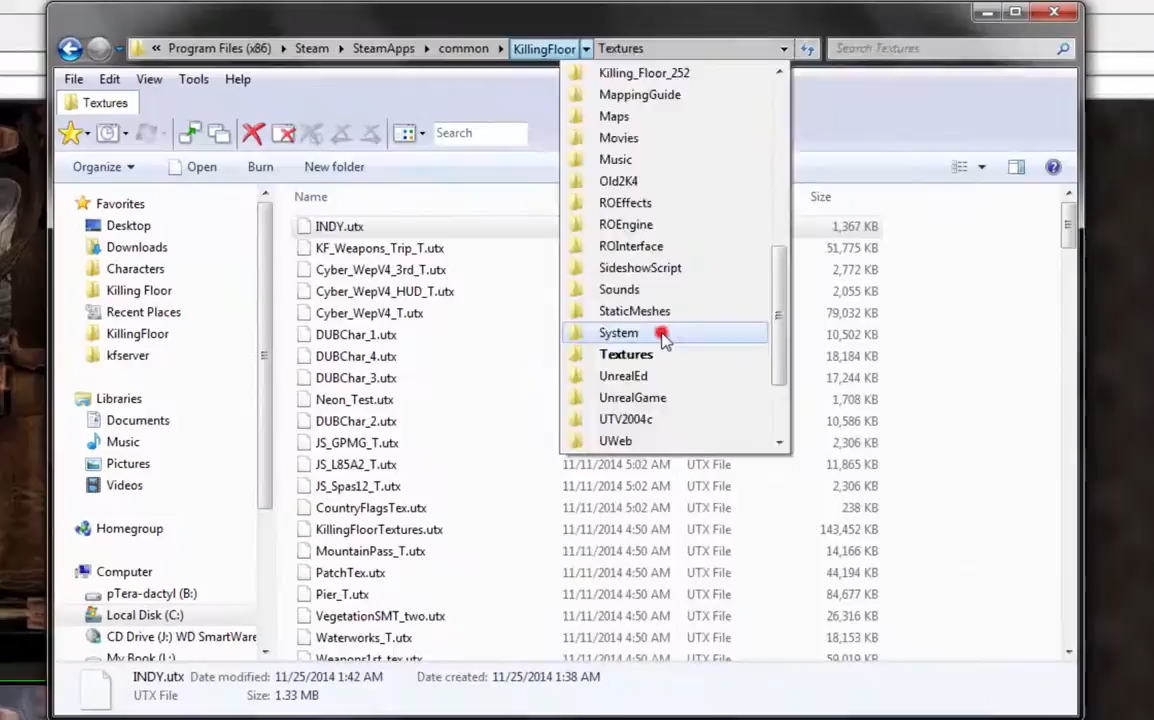 « Program Files (x86) Steam SteamApps common KillingFloor Textures Search Textures
File Edit View Tools Help
Textures
Search
Organize Open Burn New folder
Name Size
Favorites
Desktop
Downloads
Characters
Killing Floor
Recent Places
KillingFloor
kfserver
Libraries
Documents
Music
Pictures
Videos
Homegroup
Computer
pTera-dactyl (B:)
Local Disk (C:)
CD Drive (J:) WD SmartWare
My Book (L:)
Killing_Floor_252
MappingGuide
Maps
Movies
Music
Old2K4
ROEffects
ROEngine
ROInterface
SideshowScript
Sounds
StaticMeshes
System
Textures
UnrealEd
UnrealGame
UTV2004c
UWeb
INDY.utx 1,367 KB
KF_Weapons_Trip_T.utx 51,775 KB
Cyber_WepV4_3rd_T.utx 2,772 KB
Cyber_WepV4_HUD_T.utx 2,055 KB
Cyber_WepV4_T.utx 79,032 KB
DUBChar_1.utx 10,502 KB
DUBChar_4.utx 18,184 KB
DUBChar_3.utx 17,244 KB
Neon_Test.utx 1,708 KB
DUBChar_2.utx 10,586 KB
JS_GPMG_T.utx 2,306 KB
JS_L85A2_T.utx 11/11/2014 5:02 AM UTX File 11,865 KB
JS_Spas12_T.utx 11/11/2014 5:02 AM UTX File 2,306 KB
CountryFlagsTex.utx 11/11/2014 5:02 AM UTX File 238 KB
KillingFloorTextures.utx 11/11/2014 4:50 AM UTX File 143,452 KB
MountainPass_T.utx 11/11/2014 4:50 AM UTX File 14,166 KB
PatchTex.utx 11/11/2014 4:50 AM UTX File 44,194 KB
Pier_T.utx 11/11/2014 4:50 AM UTX File 84,677 KB
VegetationSMT_two.utx 11/11/2014 4:50 AM UTX File 26,316 KB
Waterworks_T.utx 11/11/2014 4:50 AM UTX File 18,153 KB
Weapons1st_tex.utx 11/11/2014 4:50 AM UTX File 59,019 KB
INDY.utx Date modified: 11/25/2014 1:42 AM Date created: 11/25/2014 1:38 AM
UTX File Size: 1.33 MB